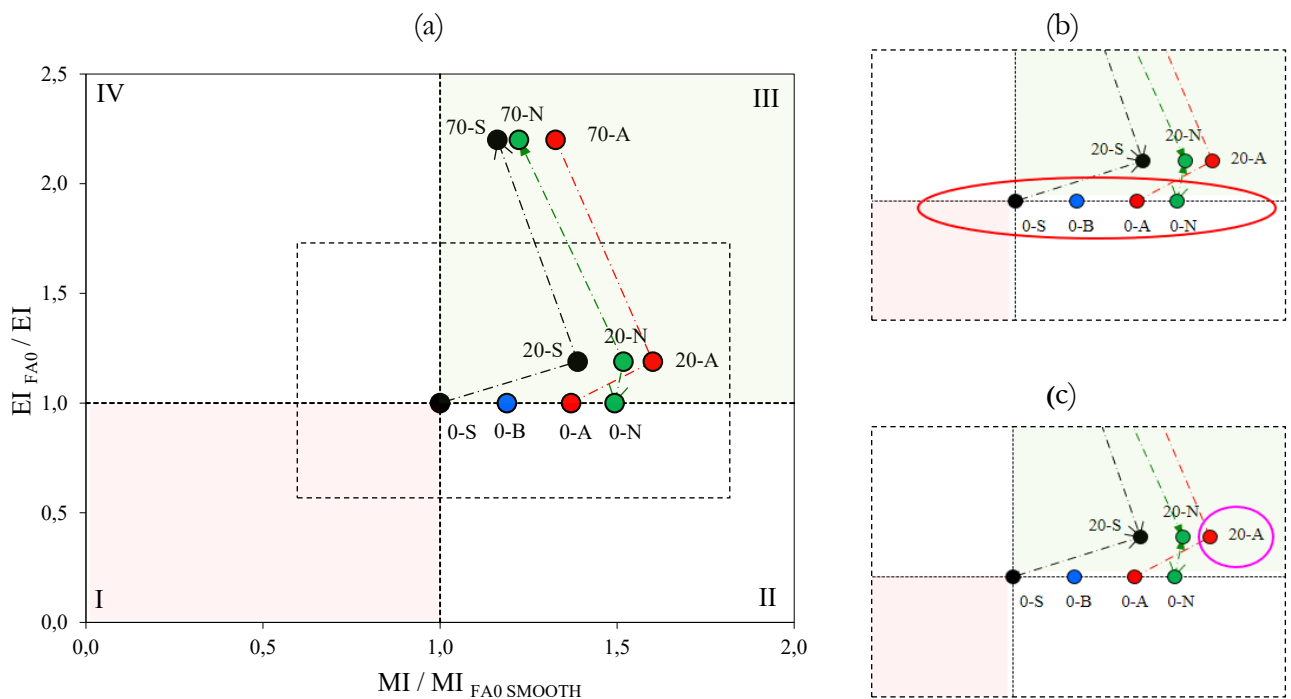 (a)
EI FA0 / EI
2,5
2,0
1,5
1,0
0,5
0,0
IV
III
70-S
70-N
70-A
20-S
20-N
20-A
0-S
0-B
0-A
0-N
I
II
0,0
0,5
1,0
1,5
2,0
MI / MI FA0 SMOOTH
(b)
20-N
20-S
20-A
0-S
0-B
0-A
0-N
(c)
20-N
20-S
20-A
0-S
0-B
0-A
0-N